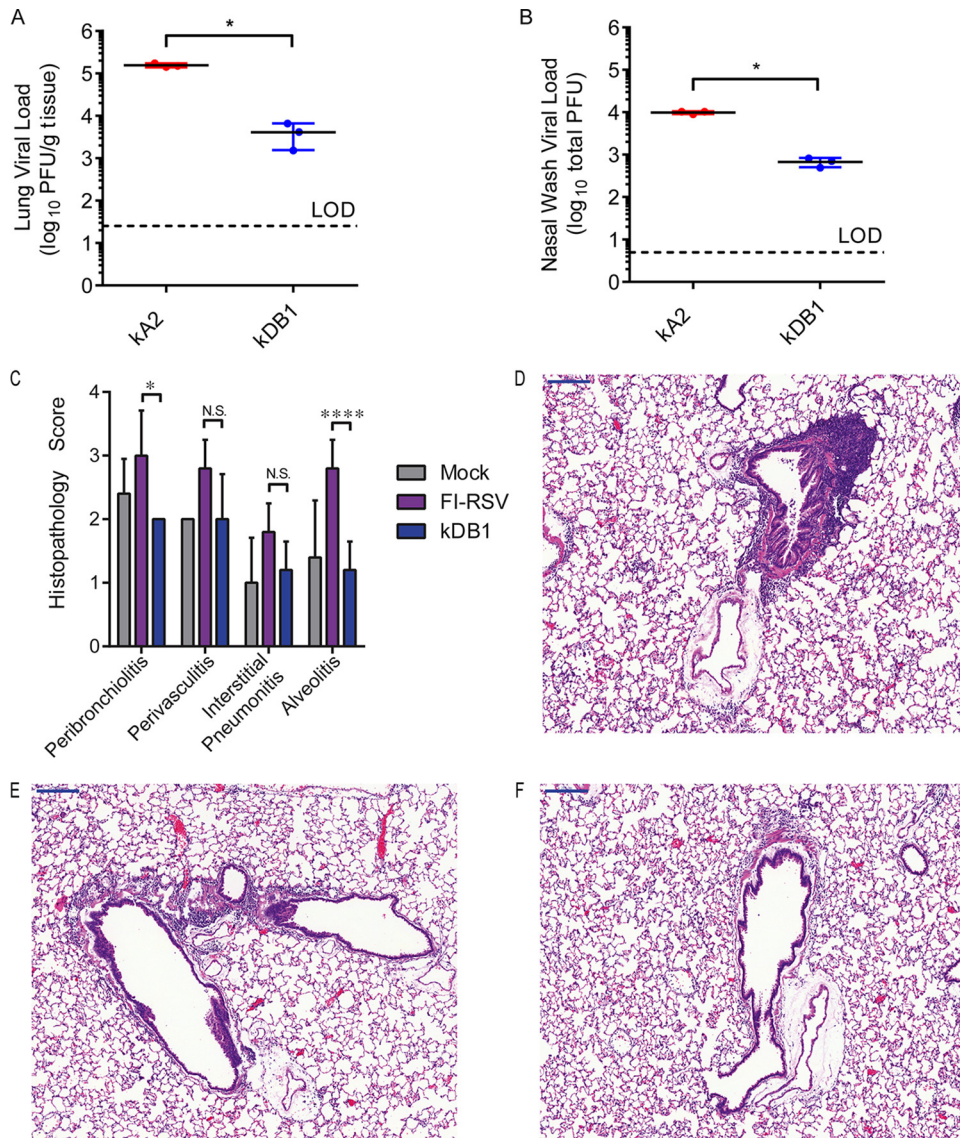 A
Lung Viral Load
(log10 PFU/g tissue)
6
5
4
3
2
1
0
*
LOD
kA2
kDB1
B
Nasal Wash Viral Load
(log10 total PFU)
6
5
4
3
2
1
0
*
LOD
kA2
kDB1
C
Histopathology Score
4
3
2
1
0
*
N.S.
N.S.
****
Peribronchiolitis
Perivasculitis
Interstitial
Pneumonitis
Alveolitis
Mock
FI-RSV
kDB1
D
E
F